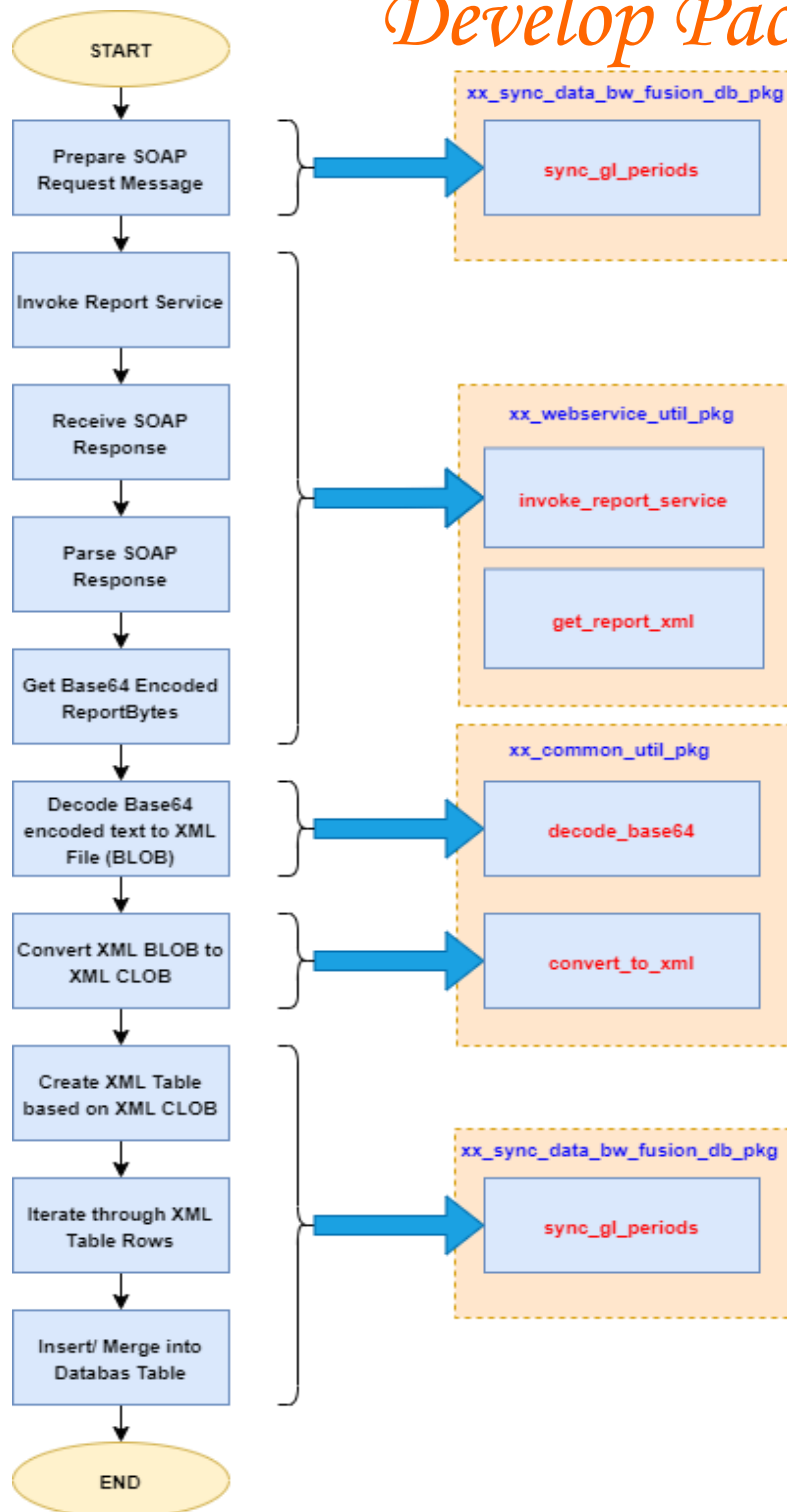 Develop Pac
START
Prepare SOAP
Request Message
xx_sync_data_bw_fusion_db_pkg
sync_gl_periods
Invoke Report Service
Receive SOAP
Response
Parse SOAP
Response
Get Base64 Encoded
ReportBytes
xx_webservice_util_pkg
invoke_report_service
get_report_xml
Decode Base64
encoded text to XML
File (BLOB)
xx_common_util_pkg
decode_base64
Convert XML BLOB to
XML CLOB
convert_to_xml
Create XML Table
based on XML CLOB
Iterate through XML
Table Rows
Insert/ Merge into
Databas Table
xx_sync_data_bw_fusion_db_pkg
sync_gl_periods
END